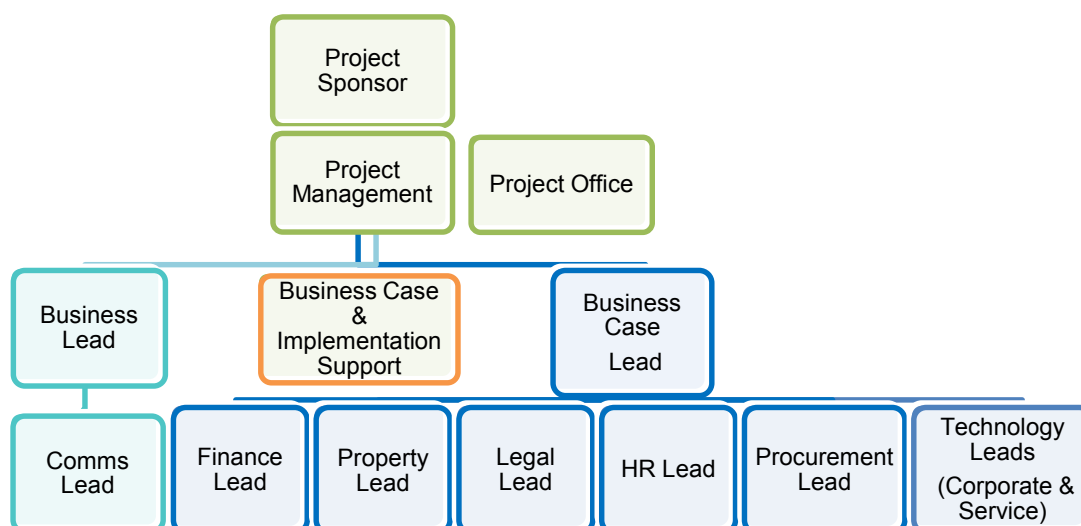 Project
Sponsor
Project
Management
Project Office
Business
Lead
Business Case
&
Implementation
Support
Business
Case
Lead
Comms
Lead
Finance
Lead
Property
Lead
Legal
Lead
HR Lead
Procurement
Lead
Technology
Leads
(Corporate &
Service)